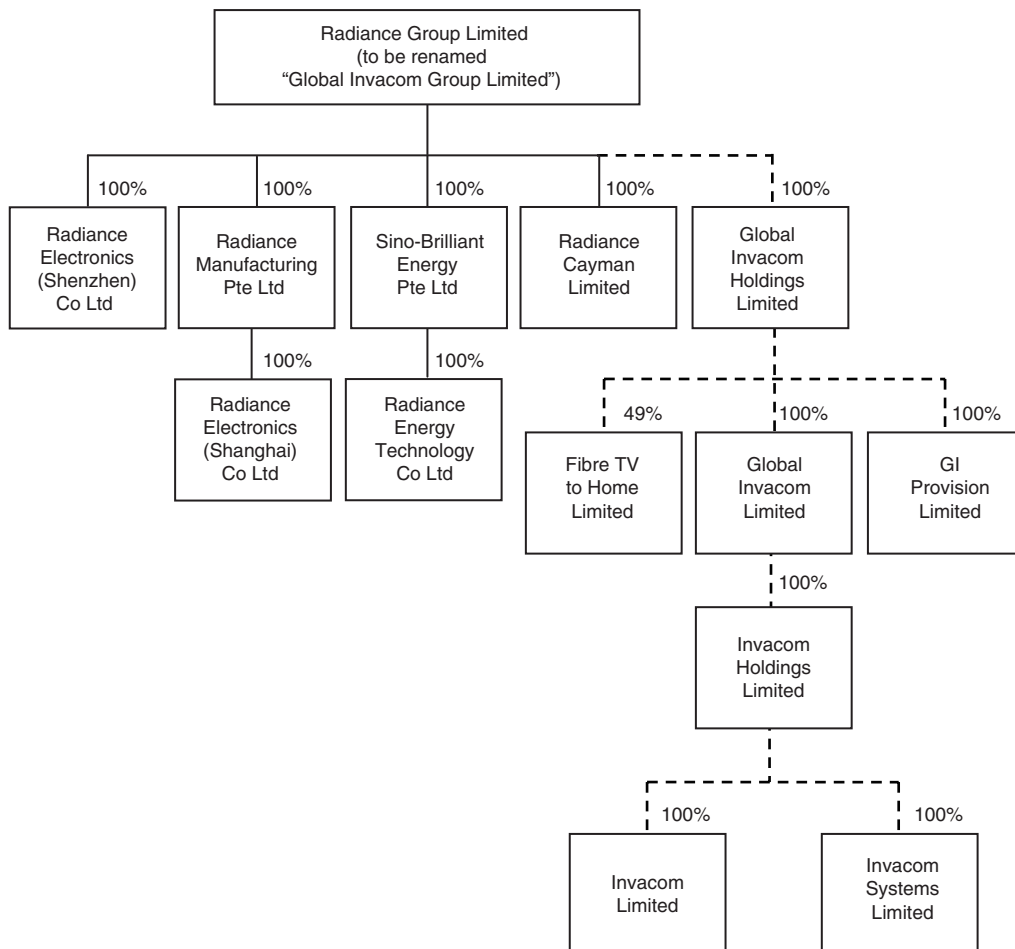 Radiance Group Limited
(to be renamed
“Global Invacom Group Limited”)
100%
100%
100%
100%
100%
Radiance
Electronics
(Shenzhen)
Co Ltd
Radiance
Manufacturing
Pte Ltd
Sino-Brilliant
Energy
Pte Ltd
Radiance
Cayman
Limited
Global
Invacom
Holdings
Limited
100%
100%
Radiance
Electronics
(Shanghai)
Co Ltd
Radiance
Energy
Technology
Co Ltd
49%
100%
100%
Fibre TV
to Home
Limited
Global
Invacom
Limited
GI
Provision
Limited
100%
Invacom
Holdings
Limited
100%
100%
Invacom
Limited
Invacom
Systems
Limited